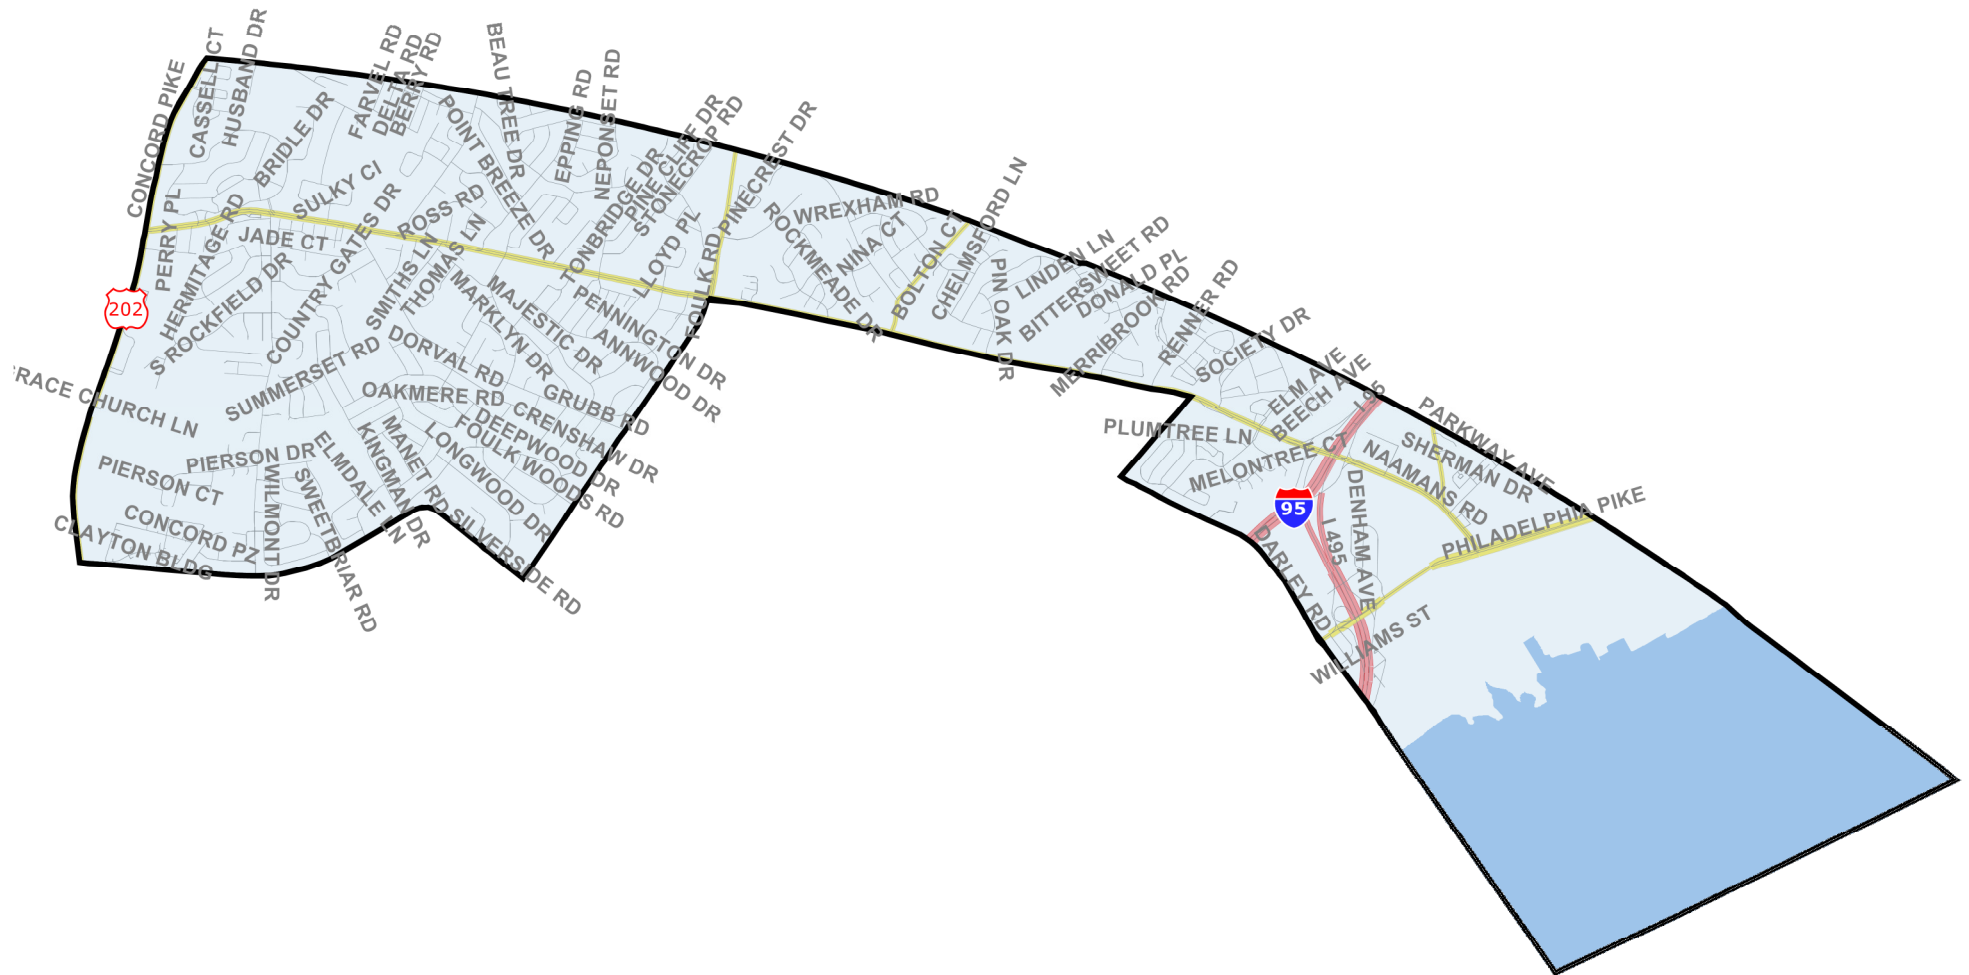 CONCORD PIKE
CASSELL CT
HUSBAND DR
BRIDLE DR
FARVEL RD
DELTA RD
BERRY RD
POINT BREEZE DR
BEAU TREE DR
EPPING RD
NEPONSET RD
TONBRIDGE DR
PINE CLIFF DR
STONECROP RD
LLOYD PL
FOULK RD
PINECREST DR
PERRY PL
HERMITAGE RD
SULKY CI
JADE CT
COUNTRY GATES DR
ROSS RD
SMITHS LN
THOMAS LN
S ROCKFIELD DR
202
MARKLYN DR
MAJESTIC DR
PENNINGTON DR
ANNWOOD DR
DORVAL RD
SUMMERSET RD
OAKMERE RD
GRUBB RD
CRENSHAW DR
DEEPWOOD DR
FOULK WOODS RD
LONGWOOD DR
MANET RD
KINGMAN DR
ELMDALE LN
SILVERSIDE RD
RACE CHURCH LN
PIERSON DR
PIERSON CT
WILMONT DR
SWEETBRIAR RD
CONCORD PZ
CLAYTON BLDG
ROCKMEADE DR
WREXHAM RD
NINA CT
BOLTON CT
CHELMSFORD LN
PIN OAK DR
LINDEN LN
BITTERSWEET RD
DONALD PL
MERRIBROOK RD
RENNER RD
SOCIETY DR
ELM AVE
BEECH AVE
I 95
PLUMTREE LN
MELONTREE CT
PARKWAY AVE
SHERMAN DR
NAAMANS RD
PHILADELPHIA PIKE
95
I 495
DENHAM AVE
DARLEY RD
WILLIAMS ST